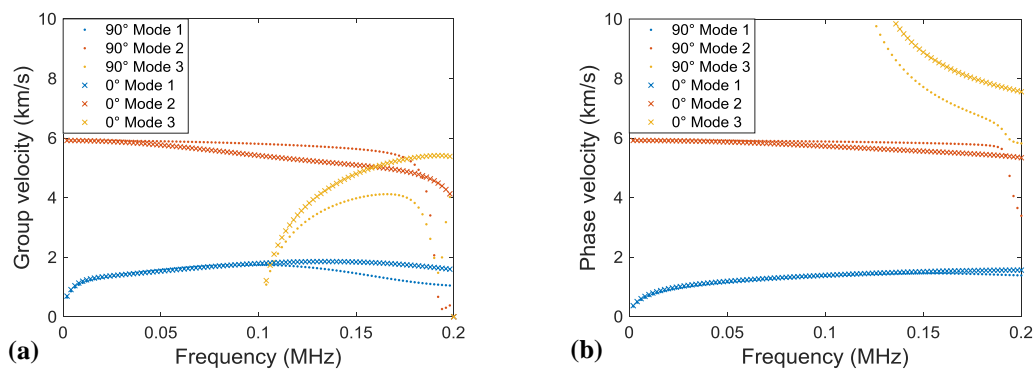 10
8
6
4
2
0
Group velocity (km/s)
90° Mode 1
90° Mode 2
90° Mode 3
0° Mode 1
0° Mode 2
0° Mode 3
0 0.05 0.1 0.15 0.2
Frequency (MHz)
(a)
10
8
6
4
2
0
Phase velocity (km/s)
90° Mode 1
90° Mode 2
90° Mode 3
0° Mode 1
0° Mode 2
0° Mode 3
0 0.05 0.1 0.15 0.2
Frequency (MHz)
(b)